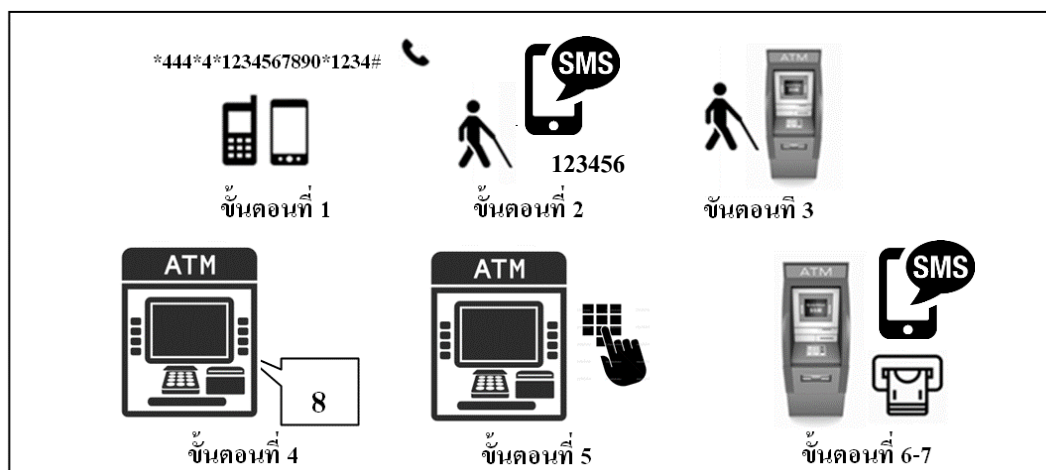 *444*4*1234567890*1234#
SMS
ATM
123456
ขั้นตอนที่ 1
ขั้นตอนที่ 2
ขันตอนที 3
ATM
ATM
ATM
SMS
8
ขั้นตอนที่ 4
ขั้นตอนที่ 5
ขั้นตอนที่ 6-7